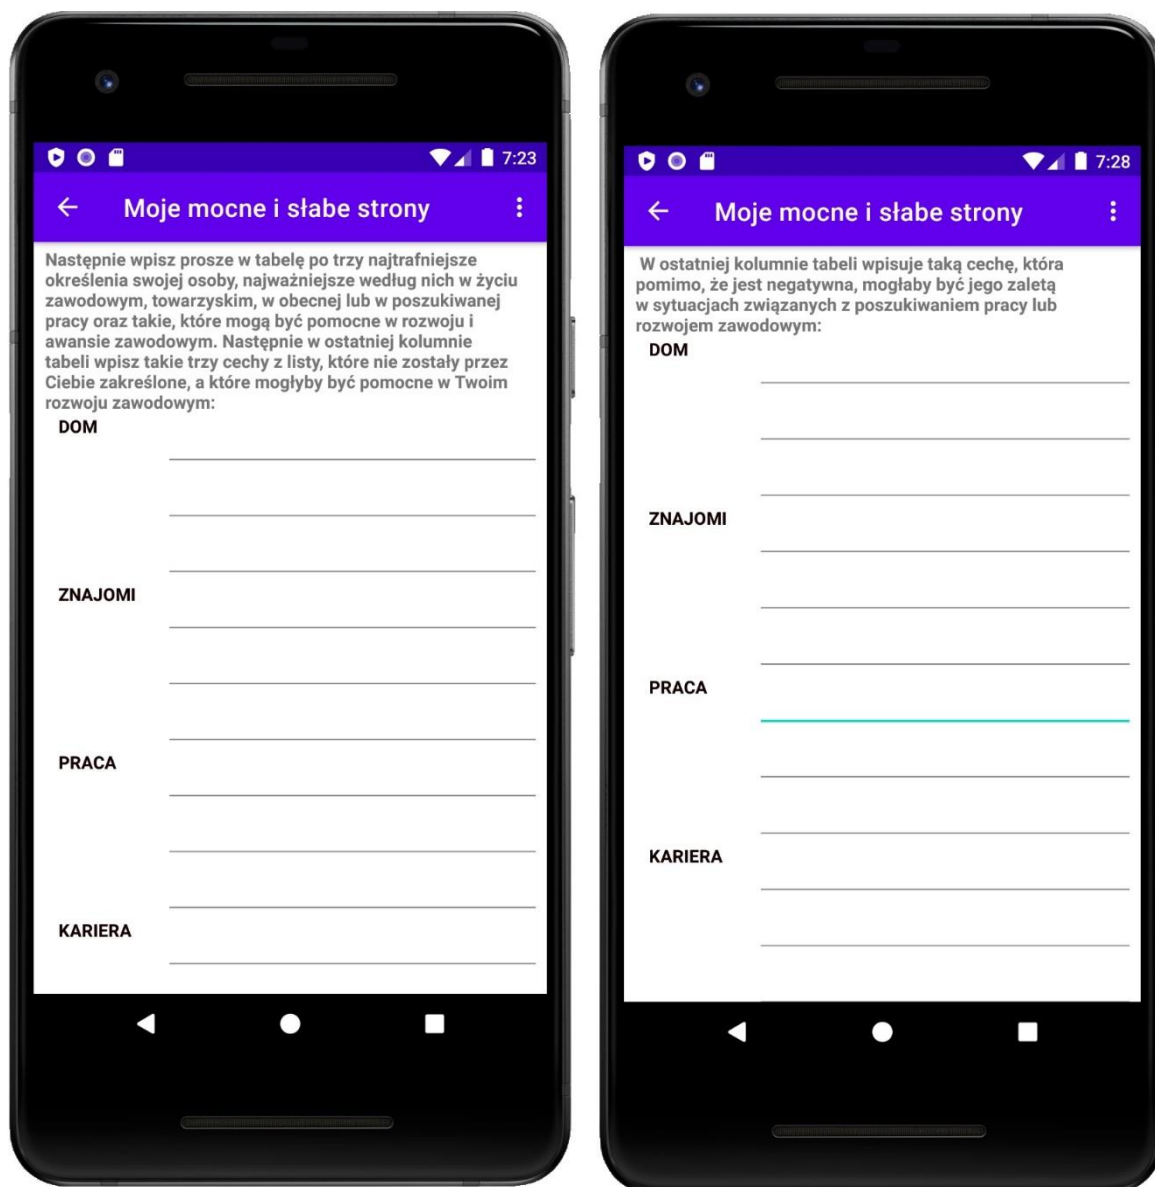 7:23
Moje mocne i słabe strony
Następnie wpisz prosze w tabelę po trzy najtrafniejsze
określenia swojej osoby, najważniejsze według nich w życiu
zawodowym, towarzyskim, w obecnej lub w poszukiwanej
pracy oraz takie, które mogą być pomocne w rozwoju i
awansie zawodowym. Następnie w ostatniej kolumnie
tabeli wpisz takie trzy cechy z listy, które nie zostały przez
Ciebie zakreślone, a które mogłyby być pomocne w Twoim
rozwoju zawodowym:
DOM
ZNAJOMI
PRACA
KARIERA
7:28
Moje mocne i słabe strony
W ostatniej kolumnie tabeli wpisuje taką cechę, która
pomimo, że jest negatywna, mogłaby być jego zaletą
w sytuacjach związanych z poszukiwaniem pracy lub
rozwojem zawodowym:
DOM
ZNAJOMI
PRACA
KARIERA